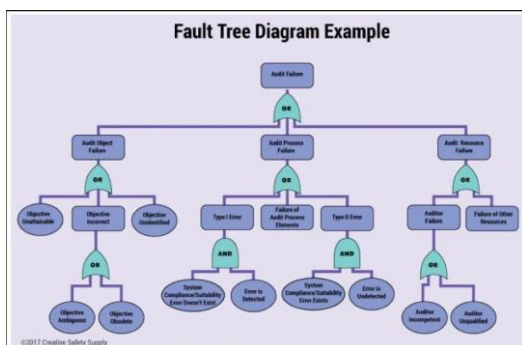 Fault Tree Diagram Example
Audit Failure
OR
Audit Object
Failure
Audit Process
Failure
Audit Resource
Failure
OR
OR
OR
Objective
Unattainable
Objective
Incorrect
Objective
Unidentified
Type I Error
Failure of
Audit Process
Elements
Type II Error
Auditor
Failure
Failure of Other
Resources
OR
AND
AND
OR
Objective
Ambiguous
Objective
Obsolete
System
Compliance/Suitability
Error Doesn't Exist
Error is
Detected
System
Compliance/Suitability
Error Exists
Error is
Undetected
Auditor
Incompetent
Auditor
Unqualified
©2017 Creative Safety Supply